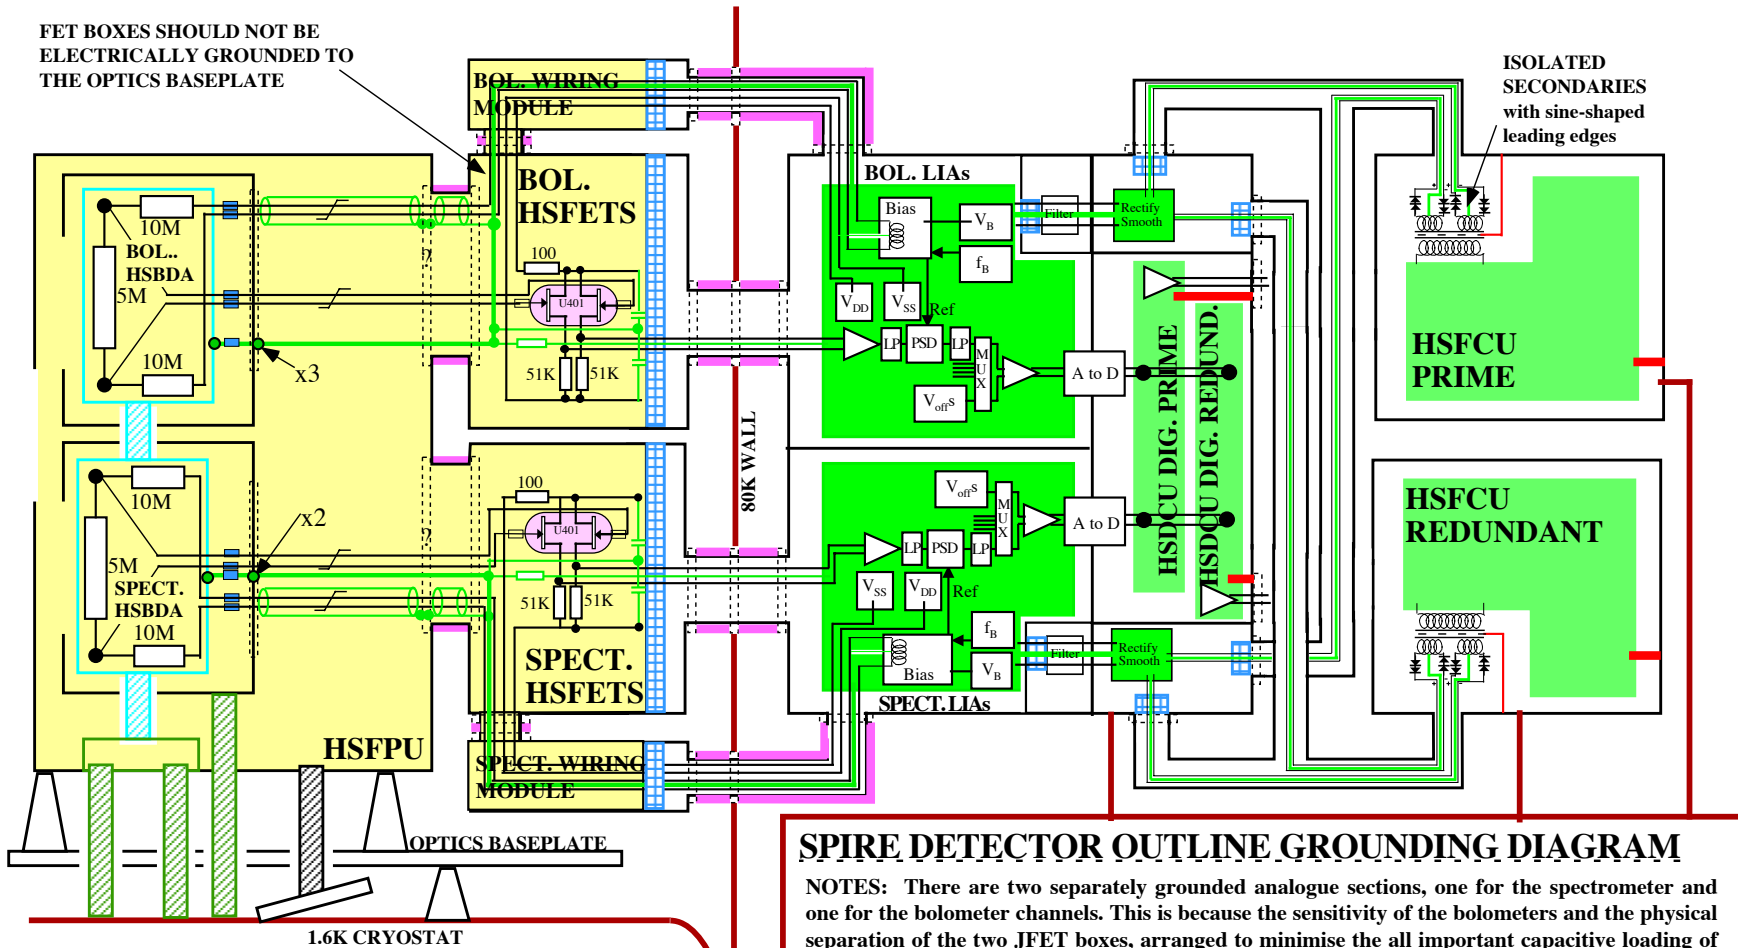 FET BOXES SHOULD NOT BE
ELECTRICALLY GROUNDED TO
THE OPTICS BASEPLATE
BOL. WIRING
MODULE
ISOLATED
SECONDARIES
with sine-shaped
leading edges
BOL.
HSFETS
BOL. LIAs
10M
BOL..
HSBDA
5M
10M
x3
?
100
U401
51K
51K
80K WALL
Bias
VB
fB
VDD
VSS
Ref
LP
PSD
LP
MUX
Voffs
A to D
Filter
Rectify
Smooth
HSDCU DIG. PRIME
HSDCU DIG. REDUND.
HSFCU
PRIME
10M
5M
SPECT.
HSBDA
10M
x2
?
100
U401
51K
51K
SPECT.
HSFETS
Voffs
MUX
A to D
LP
PSD
LP
VSS
VDD
Ref
fB
VB
Bias
Filter
Rectify
Smooth
SPECT. LIAs
HSFCU
REDUNDANT
HSFPU
SPECT. WIRING
MODULE
OPTICS BASEPLATE
1.6K CRYOSTAT
SPIRE DETECTOR OUTLINE GROUNDING DIAGRAM
NOTES: There are two separately grounded analogue sections, one for the spectrometer and
one for the bolometer channels. This is because the sensitivity of the bolometers and the physical
separation of the two JFET boxes, arranged to minimise the all important capacitive loading of